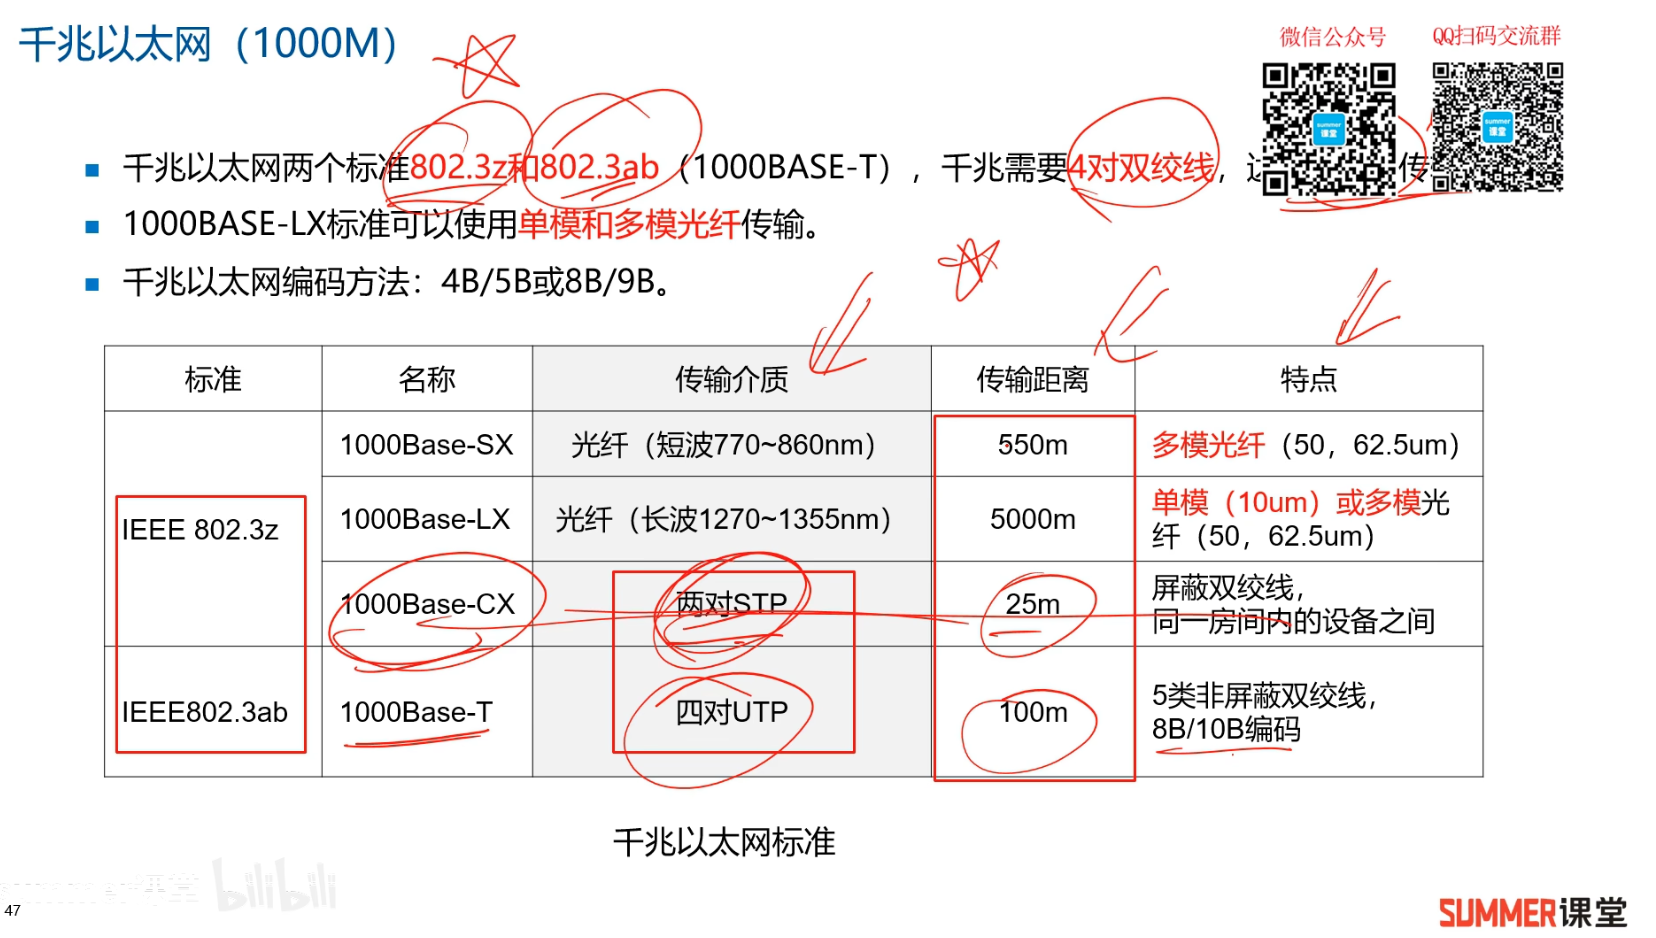 千兆以太网（1000M）
微信公众号
QQ扫码交流群
summer
课堂
summer
课堂
千兆以太网两个标准802.3z和802.3ab（1000BASE-T），千兆需要4对双绞线，
1000BASE-LX标准可以使用单模和多模光纤传输。
千兆以太网编码方法：4B/5B或8B/9B。
标准 名称 传输介质 传输距离 特点
IEEE 802.3z
1000Base-SX 光纤（短波770~860nm） 550m 多模光纤（50，62.5um）
1000Base-LX 光纤（长波1270~1355nm） 5000m 单模（10um）或多模光
纤（50，62.5um）
1000Base-CX 两对STP 25m 屏蔽双绞线，
同一房间内的设备之间
IEEE802.3ab 1000Base-T 四对UTP 100m 5类非屏蔽双绞线，
8B/10B编码
千兆以太网标准
课堂 bilibili
47
SUMMER课堂